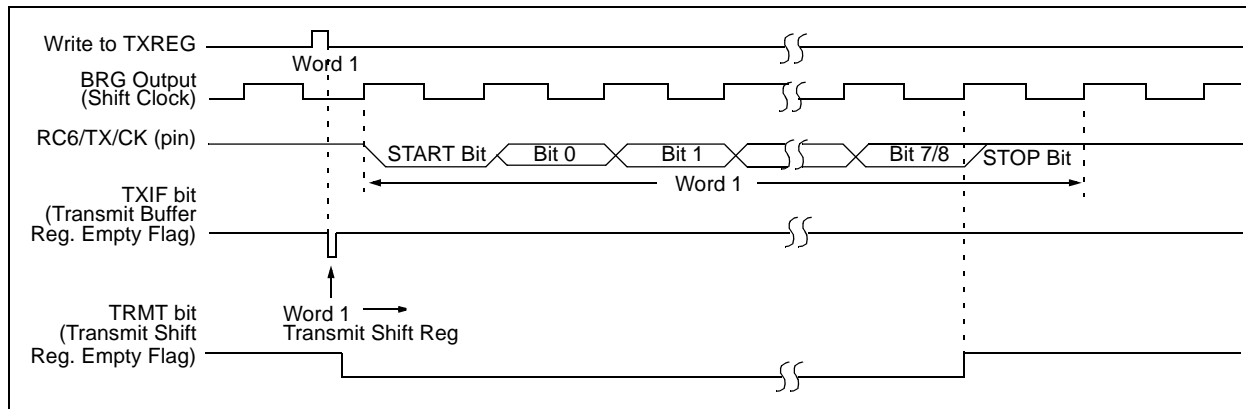 Write to TXREG
Word 1
BRG Output
(Shift Clock)
RC6/TX/CK (pin)
START Bit
Bit 0
Bit 1
Bit 7/8
STOP Bit
Word 1
TXIF bit
(Transmit Buffer
Reg. Empty Flag)
Word 1
Transmit Shift Reg
TRMT bit
(Transmit Shift
Reg. Empty Flag)